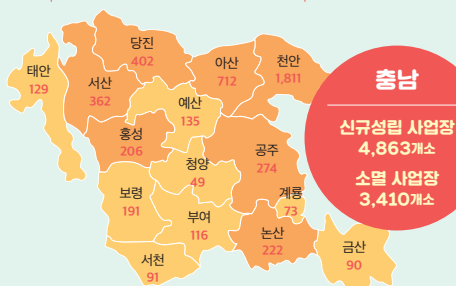 당진
402
아산
712
천안
1,811
태안
129
서산
362
예산
135
홍성
206
공주
274
청양
49
보령
191
계룡
73
부여
116
논산
222
서천
91
금산
90
충남
신규성립 사업장
4,863개소
소멸 사업장
3,410개소